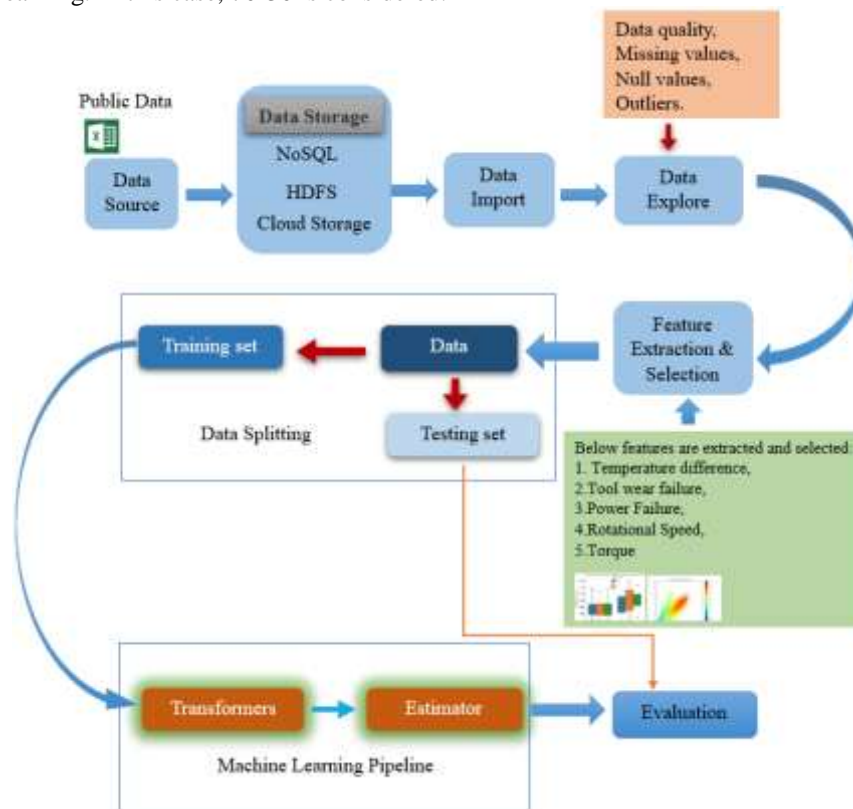 Public Data
Data
Source
Data Storage
NoSQL
HDFS
Cloud Storage
Data
Import
Data quality,
Missing values,
Null values,
Outliers.
Data
Explore
Feature
Extraction &
Selection
Below features are extracted and selected:
1. Temperature difference,
2.Tool wear failure,
3.Power Failure,
4.Rotational Speed,
5.Torque
Data
Training set
Testing set
Data Splitting
Transformers
Estimator
Machine Learning Pipeline
Evaluation